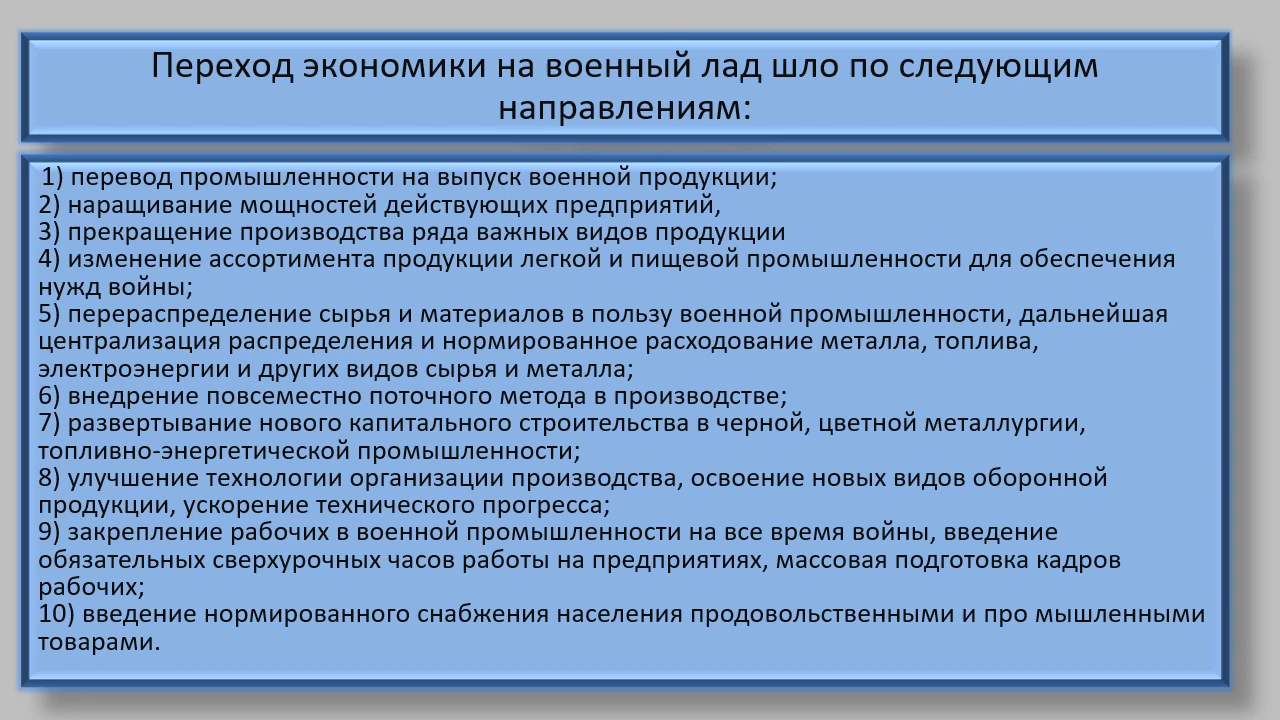 Переход экономики на военный лад шло по следующим
направлениям:
1) перевод промышленности на выпуск военной продукции;
2) наращивание мощностей действующих предприятий,
3) прекращение производства ряда важных видов продукции
4) изменение ассортимента продукции легкой и пищевой промышленности для обеспечения
нужд войны;
5) перераспределение сырья и материалов в пользу военной промышленности, дальнейшая
централизация распределения и нормированное расходование металла, топлива,
электроэнергии и других видов сырья и металла;
6) внедрение повсеместно поточного метода в производстве;
7) развертывание нового капитального строительства в черной, цветной металлургии,
топливно-энергетической промышленности;
8) улучшение технологии организации производства, освоение новых видов оборонной
продукции, ускорение технического прогресса;
9) закрепление рабочих в военной промышленности на все время войны, введение
обязательных сверхурочных часов работы на предприятиях, массовая подготовка кадров
рабочих;
10) введение нормированного снабжения населения продовольственными и про мышленными
товарами.